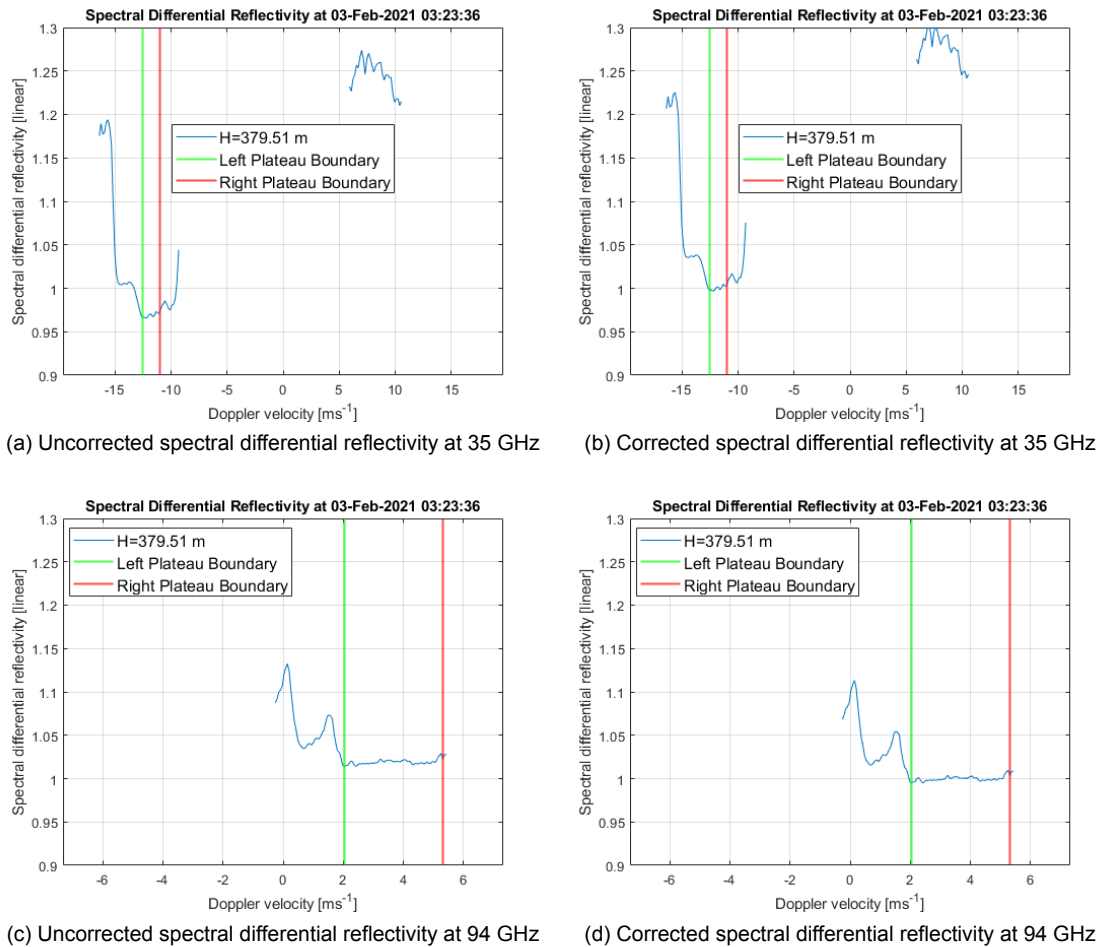 Spectral Differential Reflectivity at 03-Feb-2021 03:23:36
Spectral differential reflectivity [linear]
1.3
1.25
1.2
1.15
1.1
1.05
1
0.95
0.9
H=379.51 m
Left Plateau Boundary
Right Plateau Boundary
-15 -10 -5 0 5 10 15
Doppler velocity [ms-1]
(a) Uncorrected spectral differential reflectivity at 35 GHz
Spectral Differential Reflectivity at 03-Feb-2021 03:23:36
Spectral differential reflectivity [linear]
1.3
1.25
1.2
1.15
1.1
1.05
1
0.95
0.9
H=379.51 m
Left Plateau Boundary
Right Plateau Boundary
-15 -10 -5 0 5 10 15
Doppler velocity [ms-1]
(b) Corrected spectral differential reflectivity at 35 GHz
Spectral Differential Reflectivity at 03-Feb-2021 03:23:36
Spectral differential reflectivity [linear]
1.3
1.25
1.2
1.15
1.1
1.05
1
0.95
0.9
H=379.51 m
Left Plateau Boundary
Right Plateau Boundary
-6 -4 -2 0 2 4 6
Doppler velocity [ms-1]
(c) Uncorrected spectral differential reflectivity at 94 GHz
Spectral Differential Reflectivity at 03-Feb-2021 03:23:36
Spectral differential reflectivity [linear]
1.3
1.25
1.2
1.15
1.1
1.05
1
0.95
0.9
H=379.51 m
Left Plateau Boundary
Right Plateau Boundary
-6 -4 -2 0 2 4 6
Doppler velocity [ms-1]
(d) Corrected spectral differential reflectivity at 94 GHz